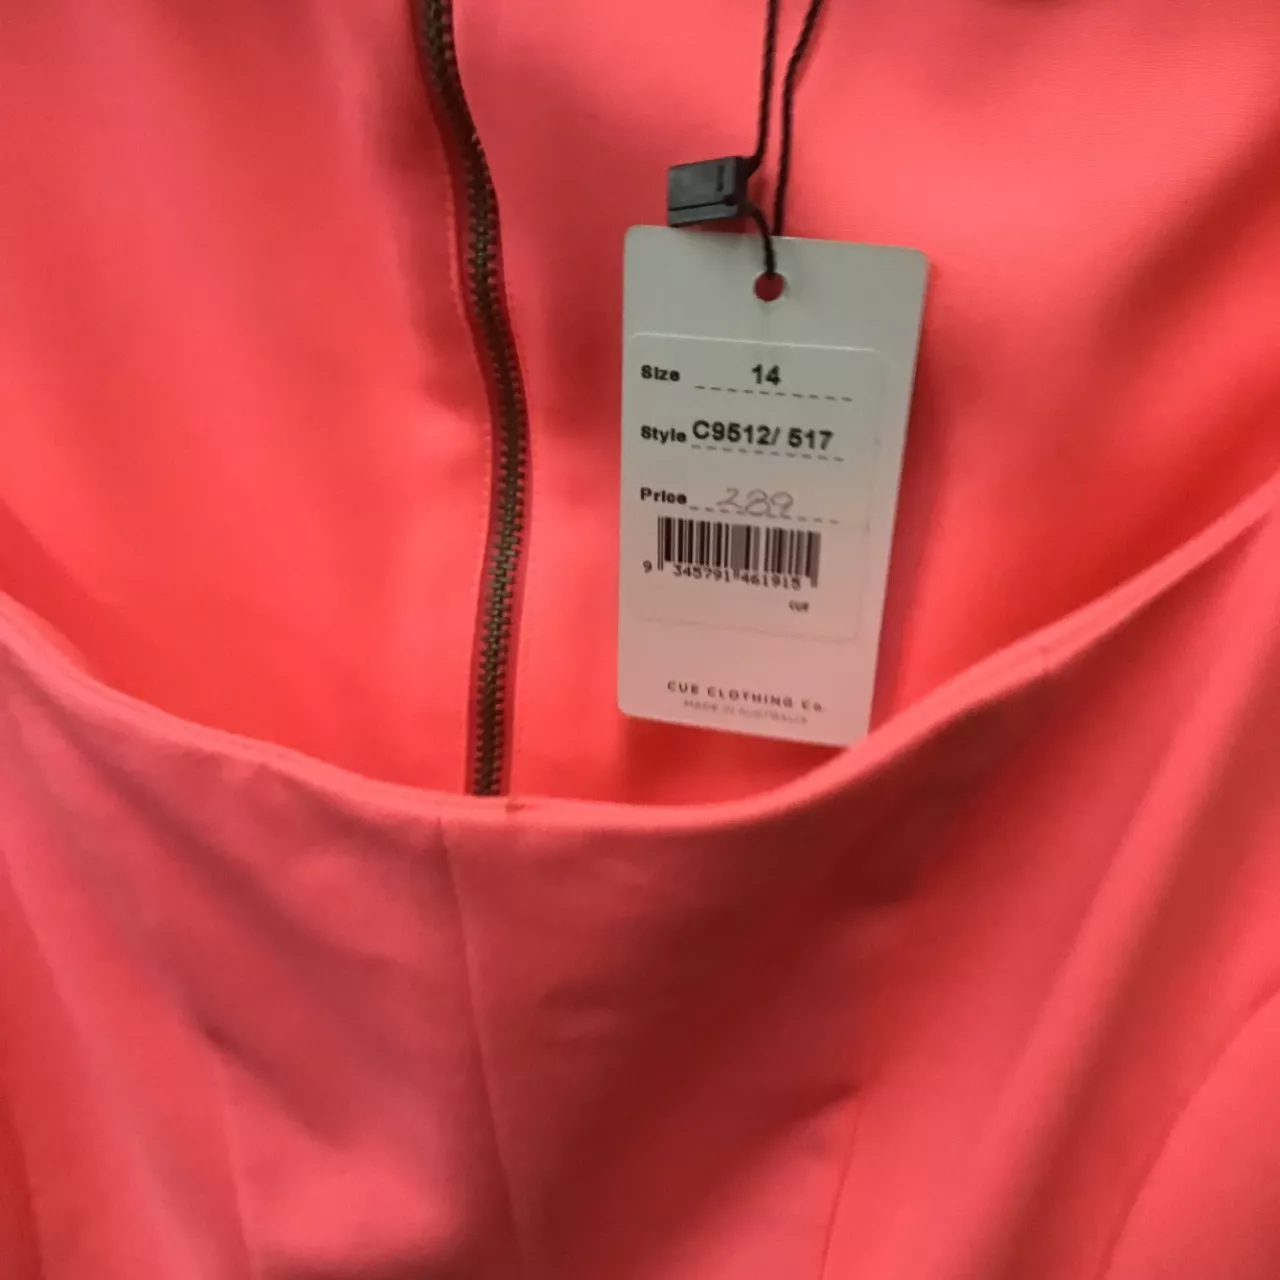 Size 14
Style C9512/ 517
Price 289
9 345791 461915
CUE
CUE CLOTHING Co.
MADE IN AUSTRALIA